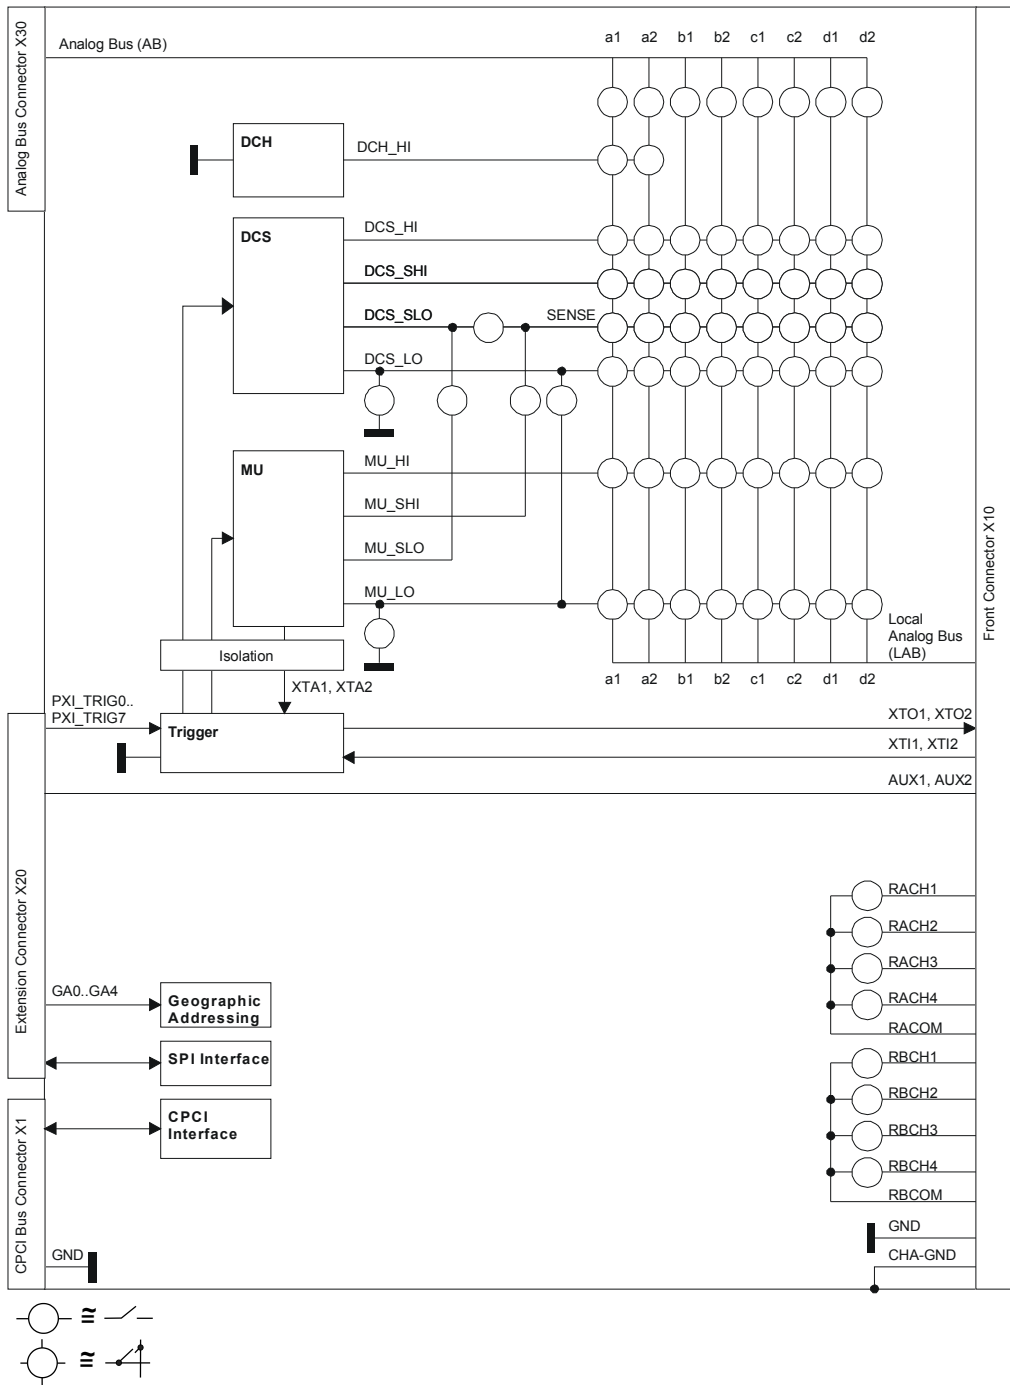 Analog Bus Connector X30
Analog Bus (AB)
a1 a2 b1 b2 c1 c2 d1 d2
DCH
DCH_HI
DCS
DCS_HI
DCS_SHI
DCS_SLO
SENSE
DCS_LO
MU
MU_HI
MU_SHI
MU_SLO
MU_LO
Front Connector X10
Local
Analog Bus
(LAB)
Isolation
a1 a2 b1 b2 c1 c2 d1 d2
XTA1, XTA2
PXI_TRIG0..
PXI_TRIG7
Trigger
XTO1, XTO2
XTI1, XTI2
AUX1, AUX2
Extension Connector X20
RACH1
RACH2
RACH3
RACH4
RACOM
GA0..GA4
Geographic
Addressing
SPI Interface
RBCH1
RBCH2
RBCH3
RBCH4
RBCOM
CPCI Bus Connector X1
CPCI
Interface
GND
GND
CHA-GND
≅
≅